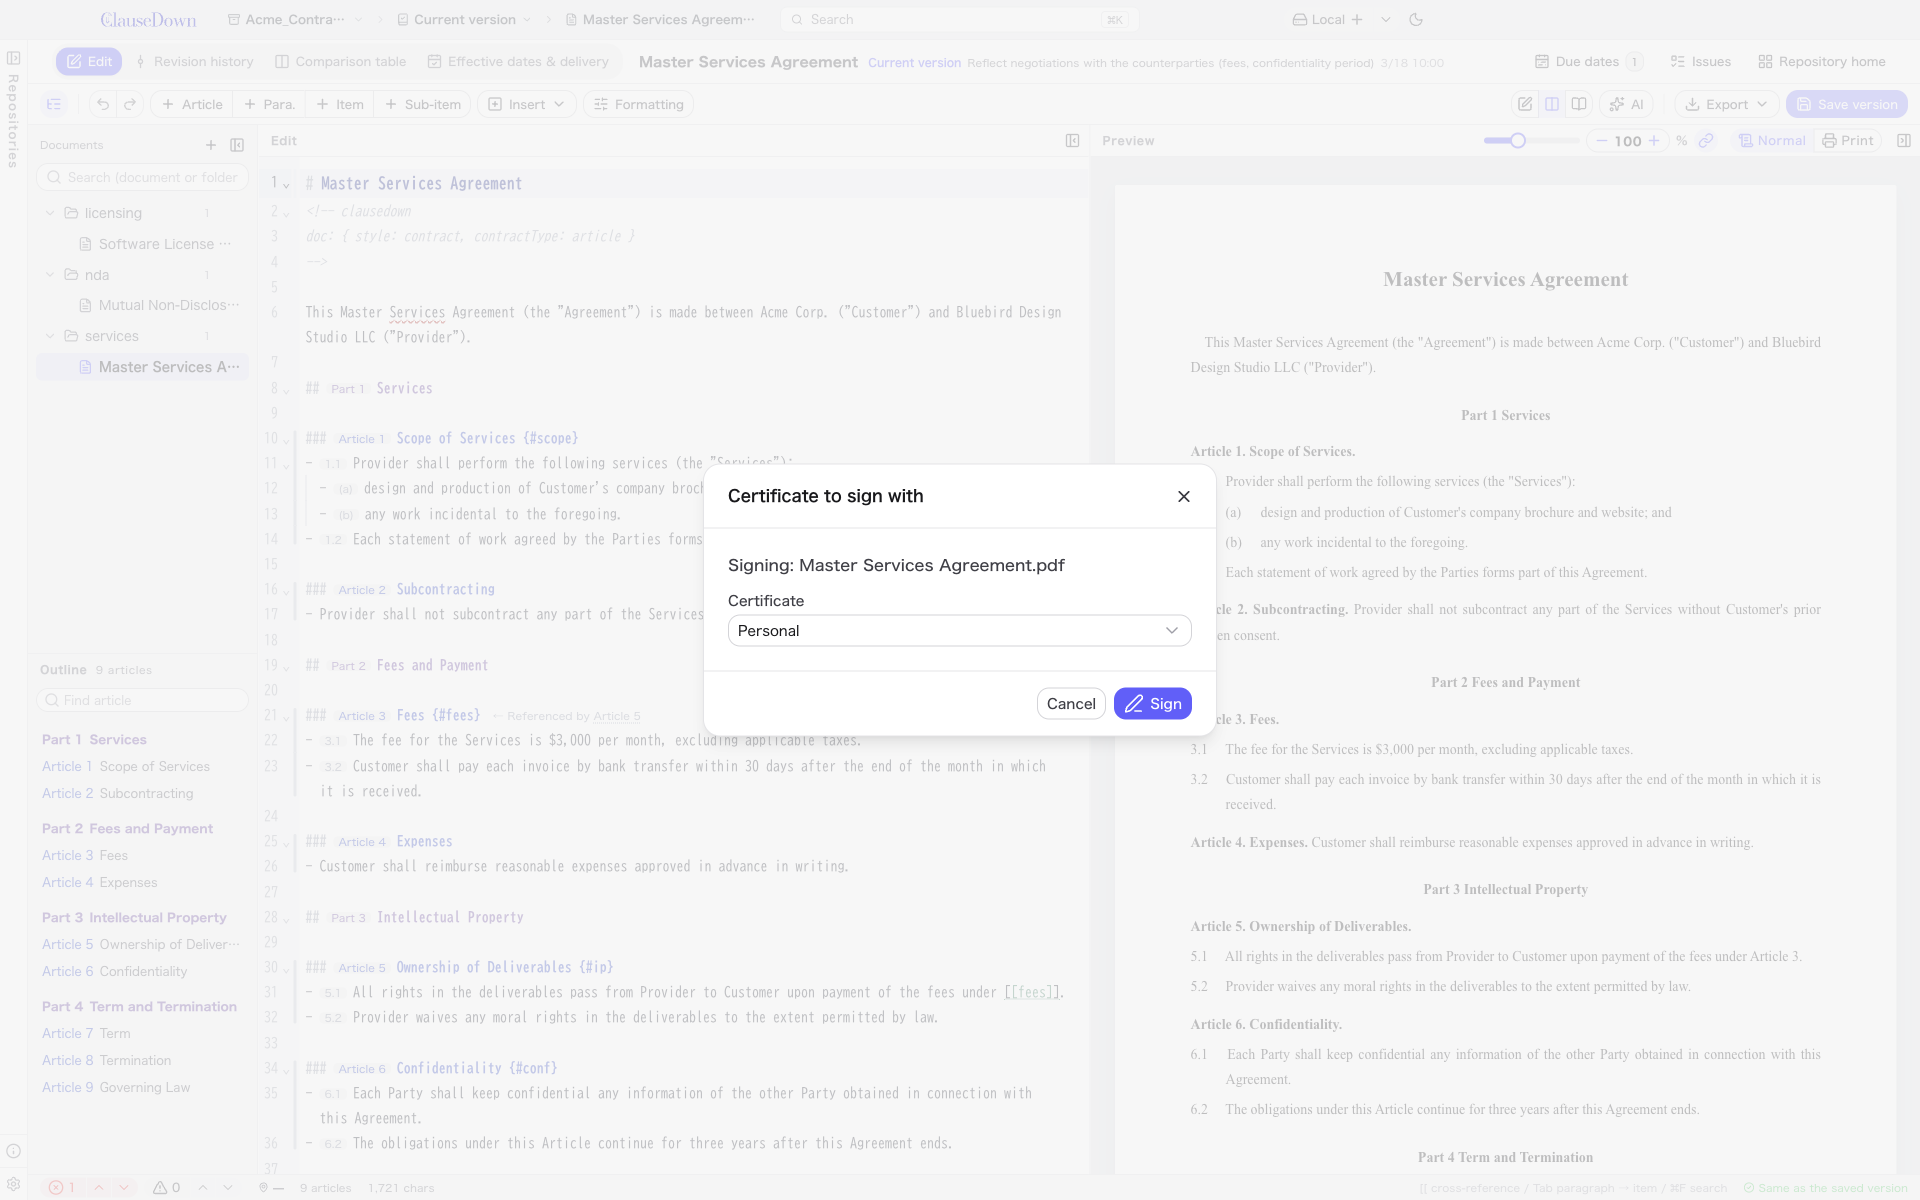 ClauseDown
Acme_Contra…
Current version
Master Services Agreem…
Search
⌘K
Local
Edit
Revision history
Comparison table
Effective dates & delivery
Master Services Agreement
Current version
Reflect negotiations with the counterparties (fees, confidentiality period)
3/18 10:00
Due dates
1
Issues
Repository home
Repositories
Article
Para.
Item
Sub-item
Insert
Formatting
AI
Export
Save version
Documents
Search (document or folder
licensing 1
Software License …
nda 1
Mutual Non-Disclos…
services 1
Master Services A…
Outline 9 articles
Find article
Part 1 Services
Article 1 Scope of Services
Article 2 Subcontracting
Part 2 Fees and Payment
Article 3 Fees
Article 4 Expenses
Part 3 Intellectual Property
Article 5 Ownership of Deliver…
Article 6 Confidentiality
Part 4 Term and Termination
Article 7 Term
Article 8 Termination
Article 9 Governing Law
Edit
1 # Master Services Agreement
2 <!-- clausedown
3 doc: { style: contract, contractType: article }
4 -->
5
6 This Master Services Agreement (the "Agreement") is made between Acme Corp. ("Customer") and Bluebird Design
Studio LLC ("Provider").
7
8 ## Part 1 Services
9
10 ### Article 1 Scope of Services {#scope}
11 - 1.1 Provider shall perform the following services (the "Services"):
12 - (a) design and production of Customer's company broch
13 - (b) any work incidental to the foregoing.
14 - 1.2 Each statement of work agreed by the Parties forms
15
16 ### Article 2 Subcontracting
17 - Provider shall not subcontract any part of the Services
18
19 ## Part 2 Fees and Payment
20
21 ### Article 3 Fees {#fees} ← Referenced by Article 5
22 - 3.1 The fee for the Services is $3,000 per month, excluding applicable taxes.
23 - 3.2 Customer shall pay each invoice by bank transfer within 30 days after the end of the month in which
it is received.
24
25 ### Article 4 Expenses
26 - Customer shall reimburse reasonable expenses approved in advance in writing.
27
28 ## Part 3 Intellectual Property
29
30 ### Article 5 Ownership of Deliverables {#ip}
31 - 5.1 All rights in the deliverables pass from Provider to Customer upon payment of the fees under [[fees]].
32 - 5.2 Provider waives any moral rights in the deliverables to the extent permitted by law.
33
34 ### Article 6 Confidentiality {#conf}
35 - 6.1 Each Party shall keep confidential any information of the other Party obtained in connection with
this Agreement.
36 - 6.2 The obligations under this Article continue for three years after this Agreement ends.
37
Certificate to sign with
Signing: Master Services Agreement.pdf
Certificate
Personal
Cancel
Sign
Preview
100 %
Normal
Print
Master Services Agreement
This Master Services Agreement (the "Agreement") is made between Acme Corp. ("Customer") and Bluebird
Design Studio LLC ("Provider").
Part 1 Services
Article 1. Scope of Services.
Provider shall perform the following services (the "Services"):
(a) design and production of Customer's company brochure and website; and
(b) any work incidental to the foregoing.
Each statement of work agreed by the Parties forms part of this Agreement.
cle 2. Subcontracting. Provider shall not subcontract any part of the Services without Customer's prior
en consent.
Part 2 Fees and Payment
cle 3. Fees.
3.1 The fee for the Services is $3,000 per month, excluding applicable taxes.
3.2 Customer shall pay each invoice by bank transfer within 30 days after the end of the month in which it is
received.
Article 4. Expenses. Customer shall reimburse reasonable expenses approved in advance in writing.
Part 3 Intellectual Property
Article 5. Ownership of Deliverables.
5.1 All rights in the deliverables pass from Provider to Customer upon payment of the fees under Article 3.
5.2 Provider waives any moral rights in the deliverables to the extent permitted by law.
Article 6. Confidentiality.
6.1 Each Party shall keep confidential any information of the other Party obtained in connection with this
Agreement.
6.2 The obligations under this Article continue for three years after this Agreement ends.
Part 4 Term and Termination
1
0
—
9 articles
1,721 chars
[[ cross-reference / Tab paragraph → item / ⌘F search
Same as the saved version